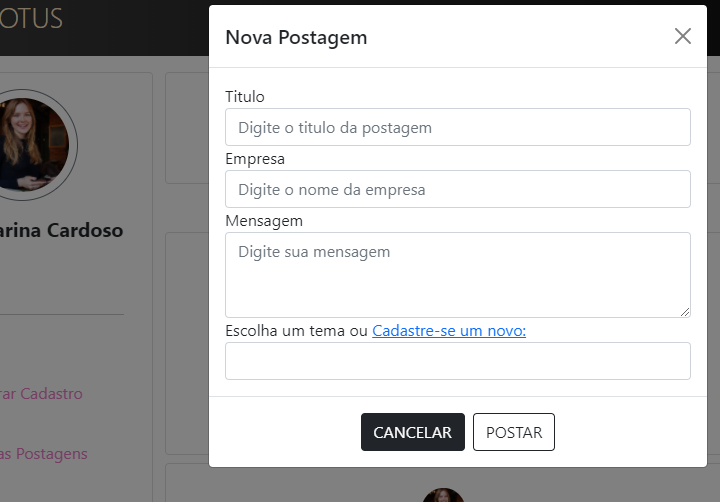 OTUS
Nova Postagem
Titulo
Digite o titulo da postagem
Empresa
Digite o nome da empresa
Mensagem
Digite sua mensagem
Escolha um tema ou Cadastre-se um novo:
CANCELAR POSTAR
arina Cardoso
rar Cadastro
as Postagens